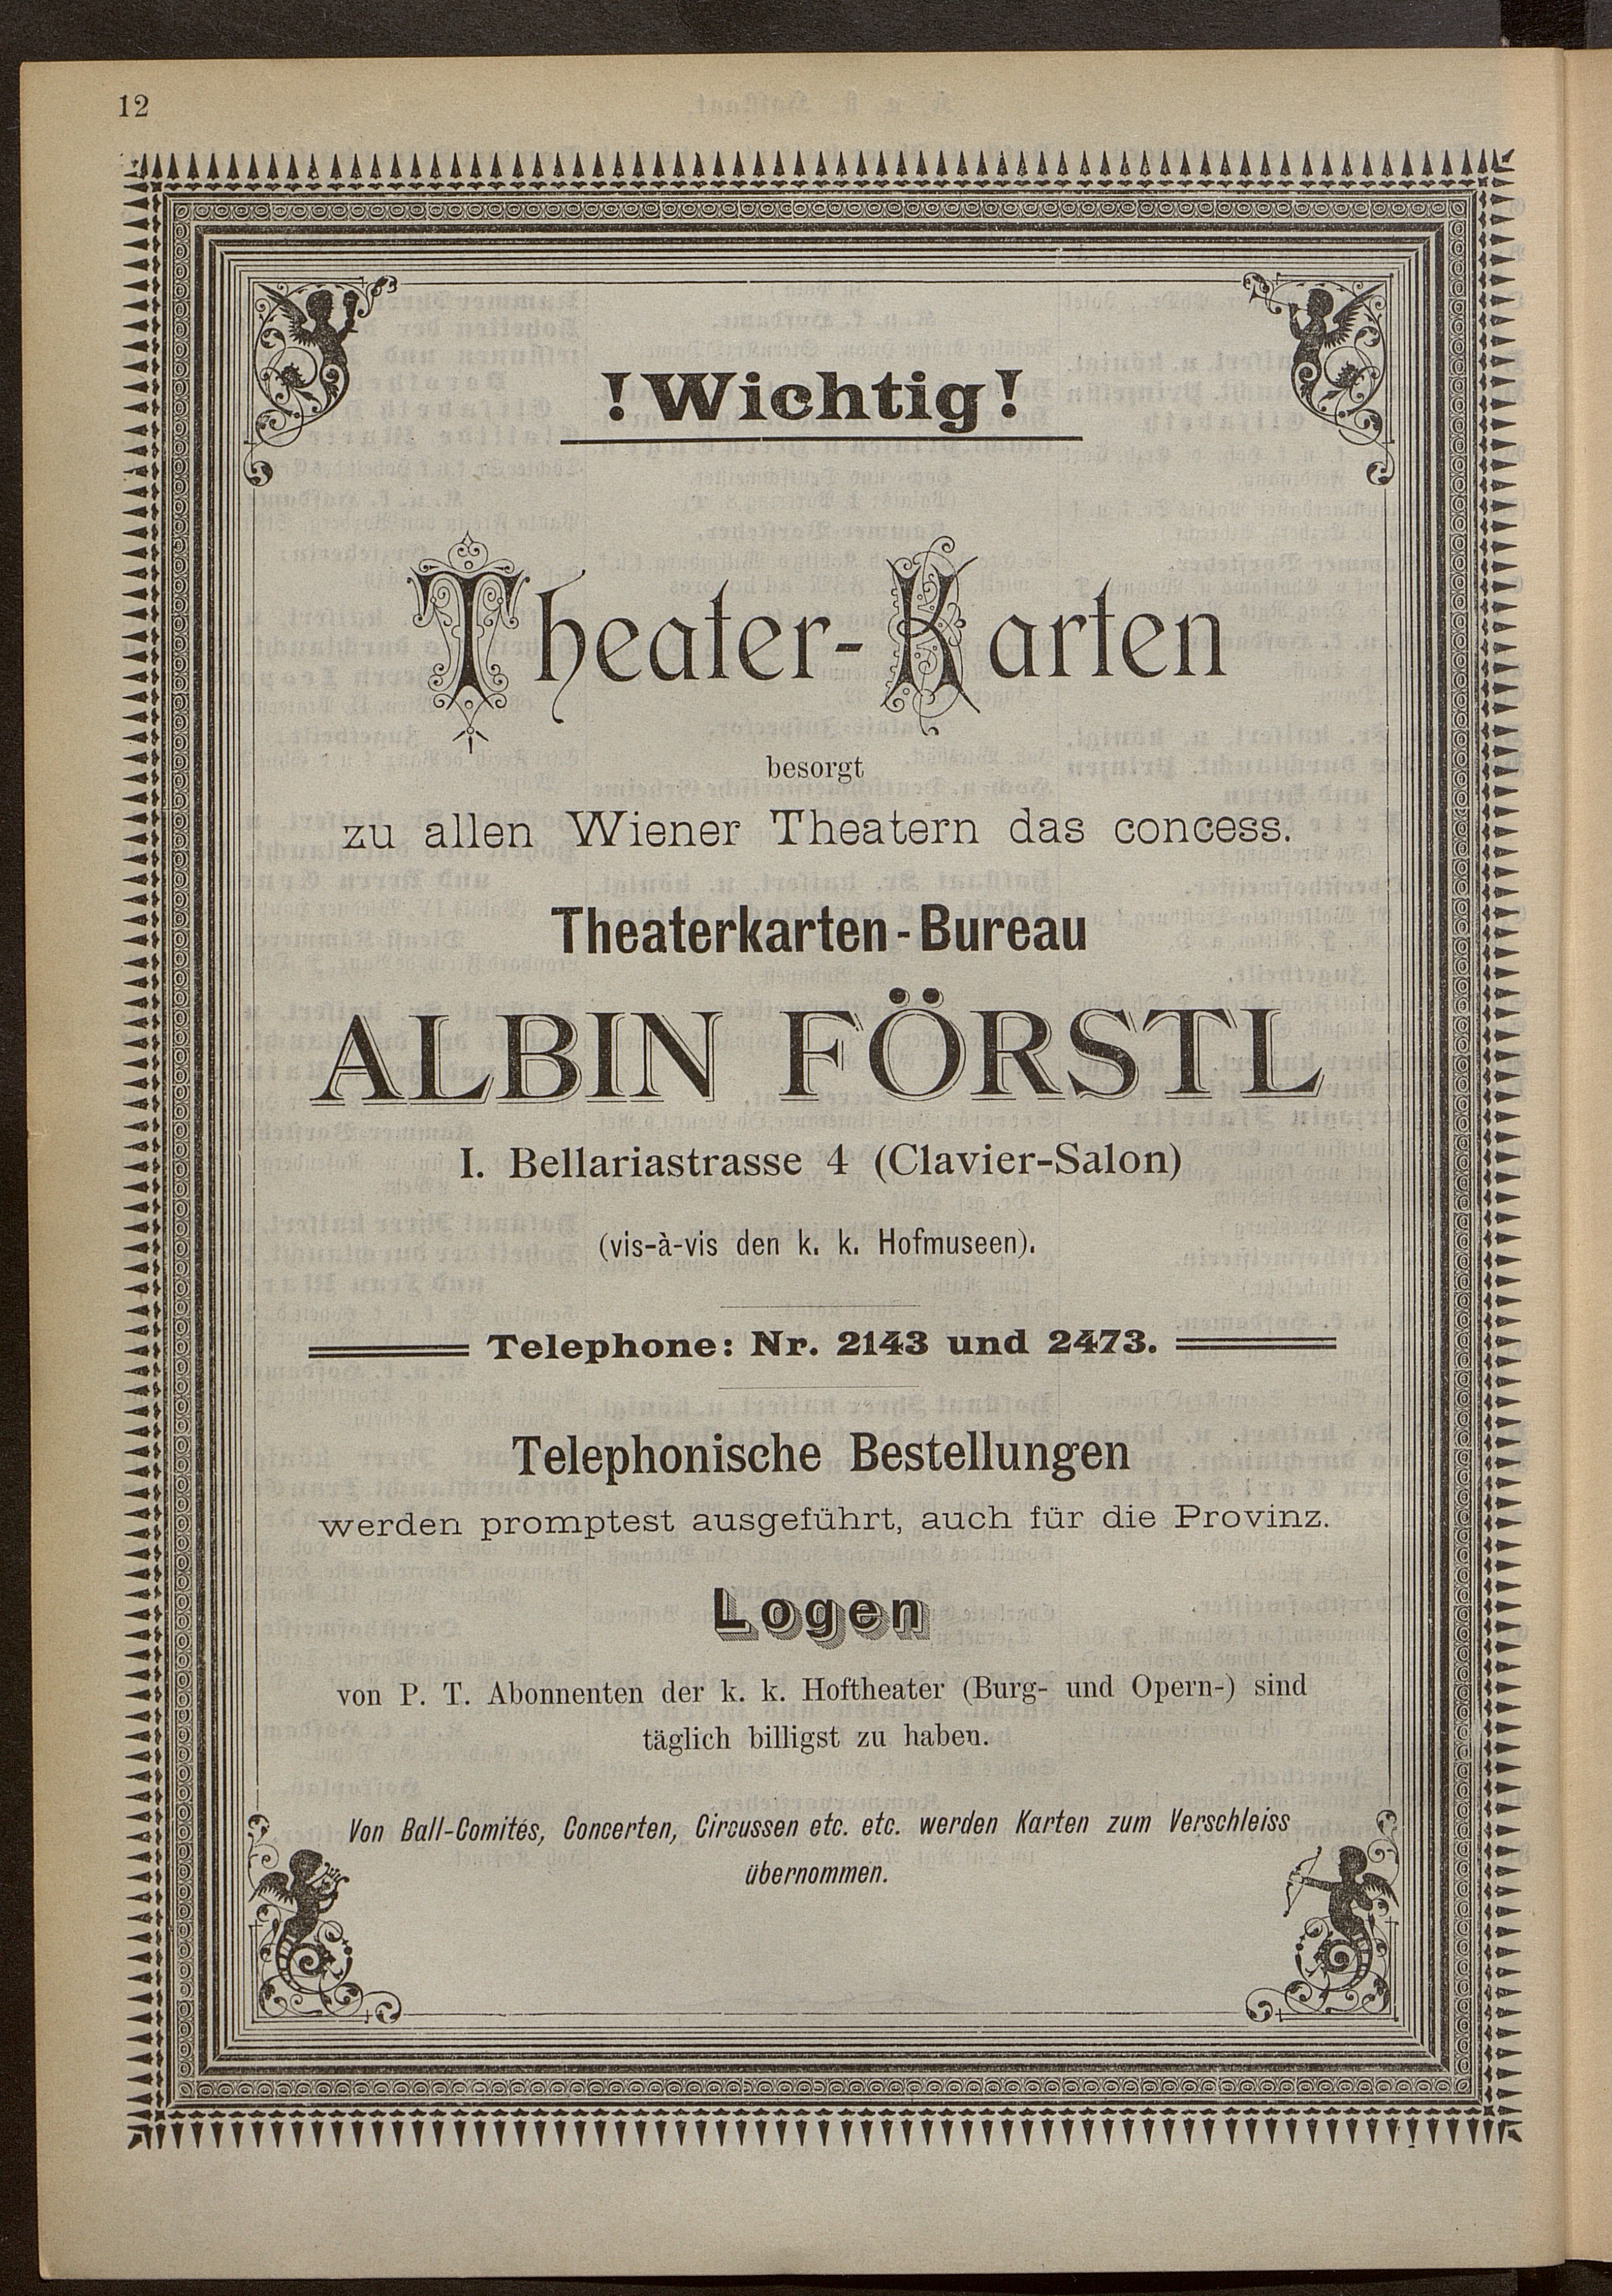 12
! Wichtig !
Theater-Karten
besorgt
zu allen Wiener Theatern das concess.
Theaterkarten-Bureau
ALBIN FÖRSTL
I. Bellariastrasse 4 (Clavier-Salon)
(vis-à-vis den k. k. Hofmuseen).
Telephone: Nr. 2143 und 2473.
Telephonische Bestellungen
werden promptest ausgeführt, auch für die Provinz.
Logen
von P. T. Abonnenten der k. k. Hoftheater (Burg- und Opern-) sind
täglich billigst zu haben.
Von Ball-Comités, Concerten, Circussen etc. etc. werden Karten zum Verschleiss
übernommen.